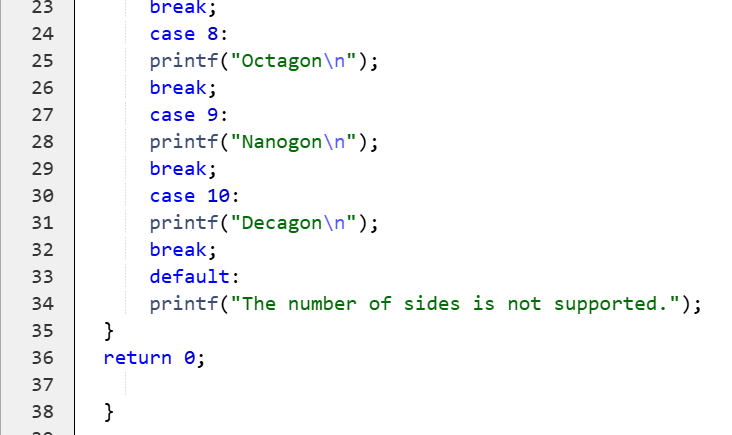 23 break;
24 case 8:
25 printf("Octagon\n");
26 break;
27 case 9:
28 printf("Nanogon\n");
29 break;
30 case 10:
31 printf("Decagon\n");
32 break;
33 default:
34 printf("The number of sides is not supported.");
35 }
36 return 0;
37
38 }